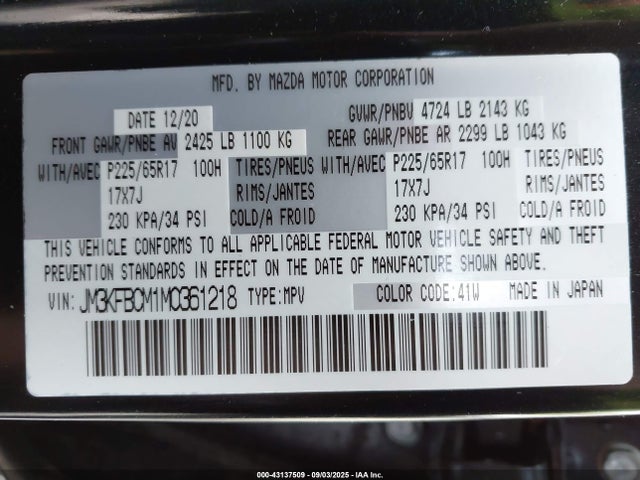 MFD. BY MAZDA MOTOR CORPORATION
DATE 12/20 GVWR/PNBV 4724 LB 2143 KG
FRONT GAWR/PNBE AV 2425 LB 1100 KG REAR GAWR/PNBE AR 2299 LB 1043 KG
WITH/AVEC P225/65R17 100H TIRES/PNEUS WITH/AVEC P225/65R17 100H TIRES/PNEUS
17X7J RIMS/JANTES 17X7J RIMS/JANTES
230 KPA/34 PSI COLD/A FROID 230 KPA/34 PSI COLD/A FROID
THIS VEHICLE CONFORMS TO ALL APPLICABLE FEDERAL MOTOR VEHICLE SAFETY AND THEFT
PREVENTION STANDARDS IN EFFECT ON THE DATE OF MANUFACTURE SHOWN ABOVE.
VIN: JM3KFBCM1M0361218 TYPE:MPV COLOR CODE:41W MADE IN JAPAN
000-43137509 - 09/03/2025 - IAA Inc.